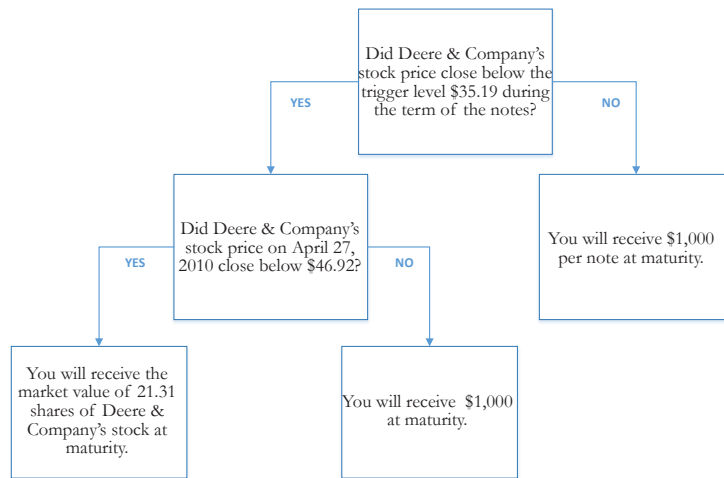 Did Deere & Company's
stock price close below the
trigger level $35.19 during
the term of the notes?
YES
NO
Did Deere & Company's
stock price on April 27,
2010 close below $46.92?
You will receive $1,000
per note at maturity.
YES
NO
You will receive the
market value of 21.31
shares of Deere &
Company's stock at
maturity.
You will receive $1,000
at maturity.